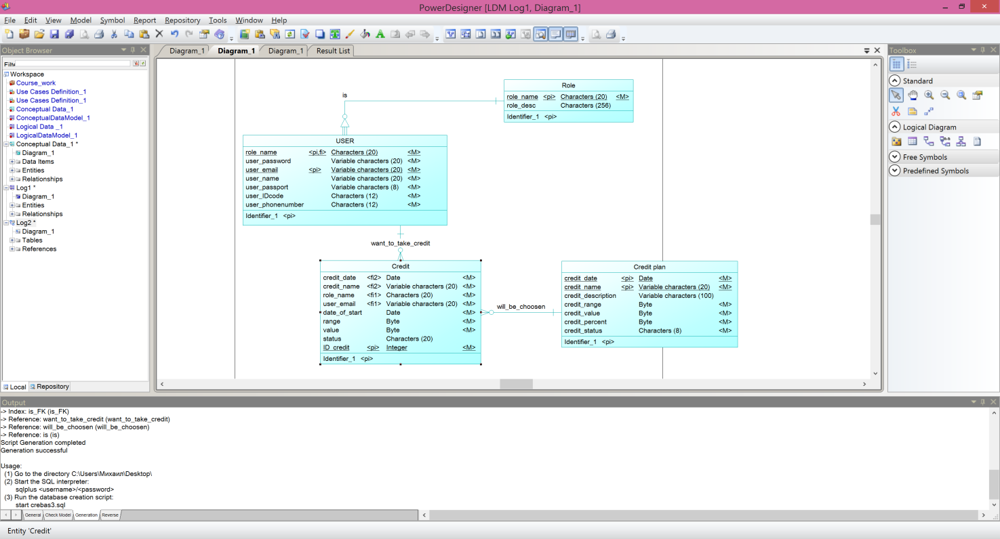 PowerDesigner [LDM Log1, Diagram_1]
File Edit View Model Symbol Report Repository Tools Window Help
Object Browser
Filte
Workspace
Course_work
Use Cases Definition_1
Use Cases Definition_1
Conceptual Data_1
ConceptualDataModel_1
Logical Data _1
LogicalDataModel_1
Conceptual Data_1 *
Diagram_1
Data Items
Entities
Relationships
Log1 *
Diagram_1
Entities
Relationships
Log2 *
Diagram_1
Tables
References
Local Repository
Diagram_1 Diagram_1 Diagram_1 Result List
is
Role
role_name <pi> Characters (20) <M>
role_desc Characters (256)
Identifier_1 <pi>
USER
role_name <pi,fi> Characters (20) <M>
user_password Variable characters (20) <M>
user_email <pi> Variable characters (20) <M>
user_name Variable characters (20) <M>
user_passport Variable characters (8) <M>
user_IDcode Characters (12) <M>
user_phonenumber Characters (12) <M>
Identifier_1 <pi>
want_to_take_credit
Credit
credit_date <fi2> Date <M>
credit_name <fi2> Variable characters (20) <M>
role_name <fi1> Characters (20) <M>
user_email <fi1> Variable characters (20) <M>
date_of_start Date <M>
range Byte <M>
value Byte <M>
status Characters (20)
ID_credit <pi> Integer <M>
Identifier_1 <pi>
will_be_choosen
Credit plan
credit_date <pi> Date <M>
credit_name <pi> Variable characters (20) <M>
credit_description Variable characters (100)
credit_range Byte <M>
credit_value Byte <M>
credit_percent Byte <M>
credit_status Characters (8) <M>
Identifier_1 <pi>
Toolbox
Standard
Logical Diagram
Free Symbols
Predefined Symbols
Output
-> Index: is_FK (is_FK)
-> Reference: want_to_take_credit (want_to_take_credit)
-> Reference: will_be_choosen (will_be_choosen)
-> Reference: is (is)
Script Generation completed
Generation successful
Usage:
(1) Go to the directory C:\Users\Михаил\Desktop\
(2) Start the SQL interpreter:
sqlplus <username>/<password>
(3) Run the database creation script:
start crebas3.sql
General Check Model Generation Reverse
Entity 'Credit'